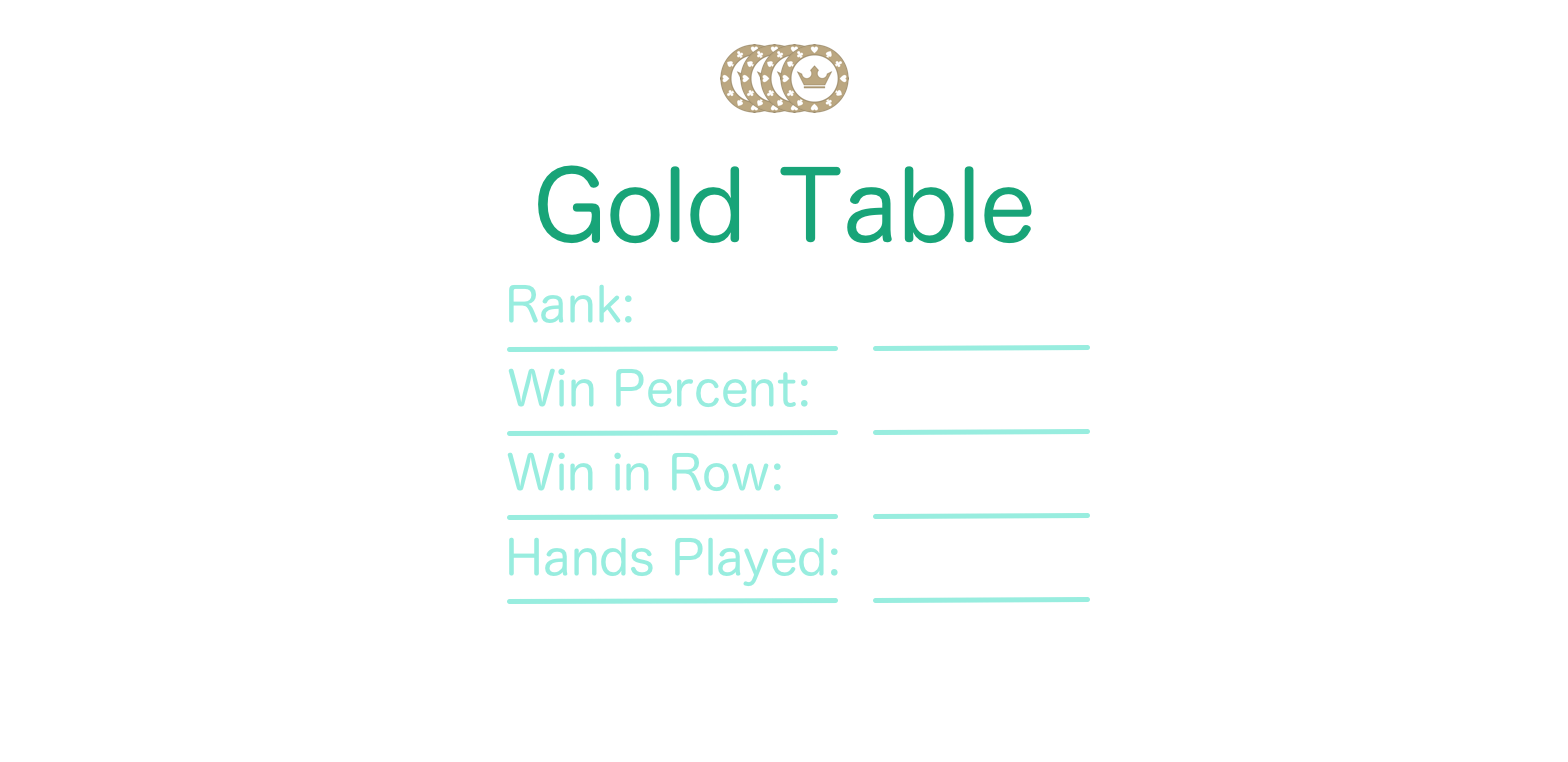 Gold Table
Rank:
Win Percent:
Win in Row:
Hands Played: